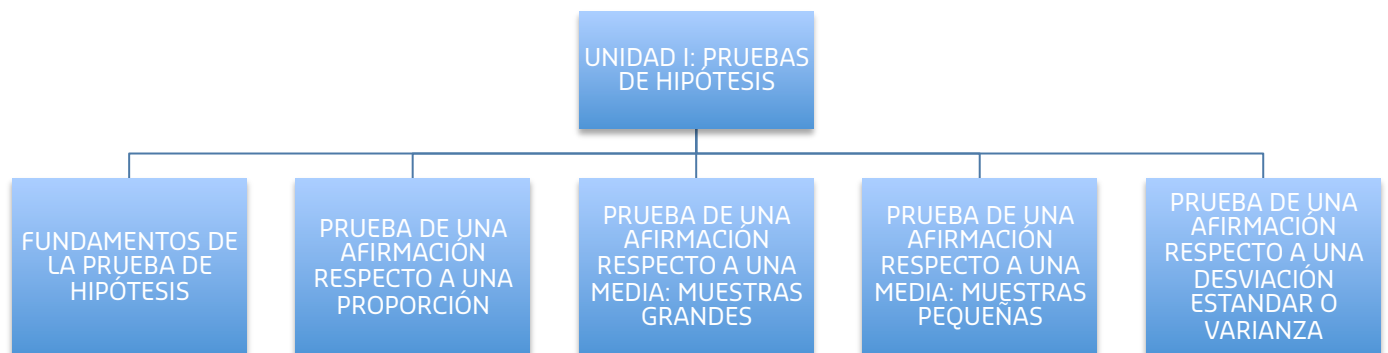 UNIDAD I: PRUEBAS
DE HIPÓTESIS
FUNDAMENTOS DE
LA PRUEBA DE
HIPÓTESIS
PRUEBA DE UNA
AFIRMACIÓN
RESPECTO A UNA
PROPORCIÓN
PRUEBA DE UNA
AFIRMACIÓN
RESPECTO A UNA
MEDIA: MUESTRAS
GRANDES
PRUEBA DE UNA
AFIRMACIÓN
RESPECTO A UNA
MEDIA: MUESTRAS
PEQUEÑAS
PRUEBA DE UNA
AFIRMACIÓN
RESPECTO A UNA
DESVIACIÓN
ESTANDAR O
VARIANZA